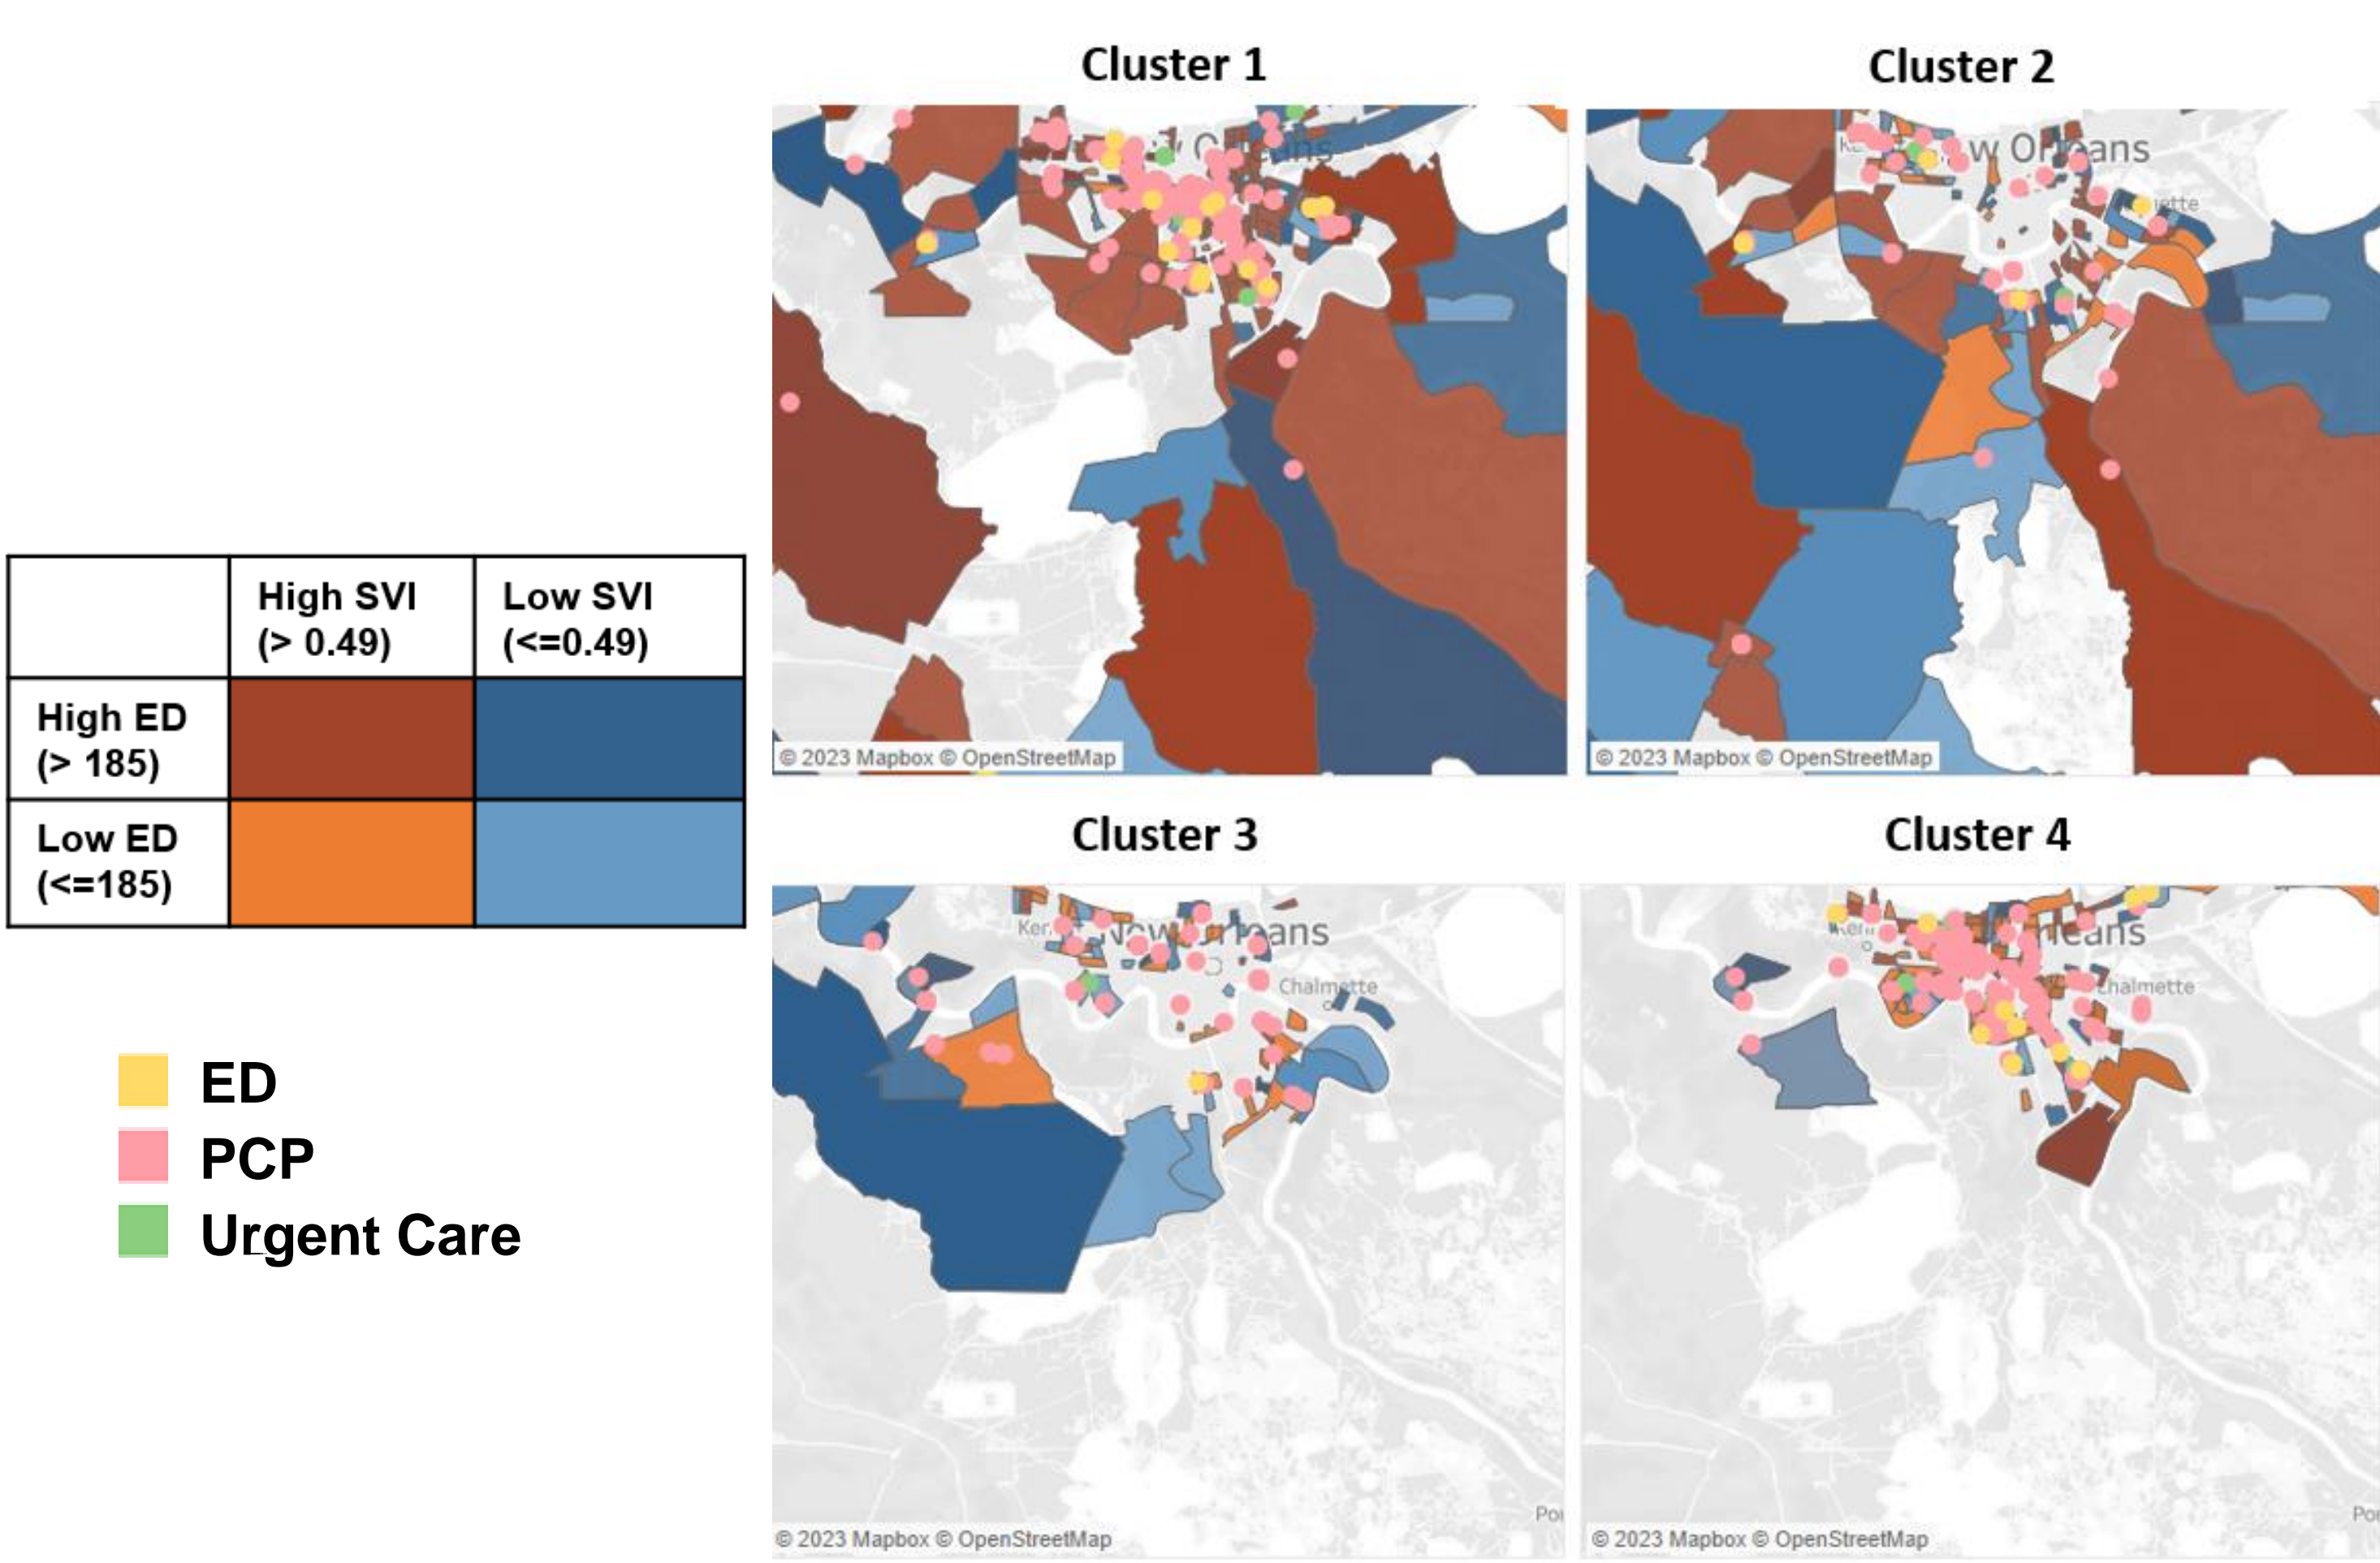 Cluster 1
Cluster 2
© 2023 Mapbox © OpenStreetMap
© 2023 Mapbox © OpenStreetMap
High SVI
(> 0.49)
Low SVI
(<=0.49)
High ED
(> 185)
Low ED
(<=185)
ED
PCP
Urgent Care
Cluster 3
Cluster 4
New Orleans
Chalmette
Chalmette
© 2023 Mapbox © OpenStreetMap
© 2023 Mapbox © OpenStreetMap